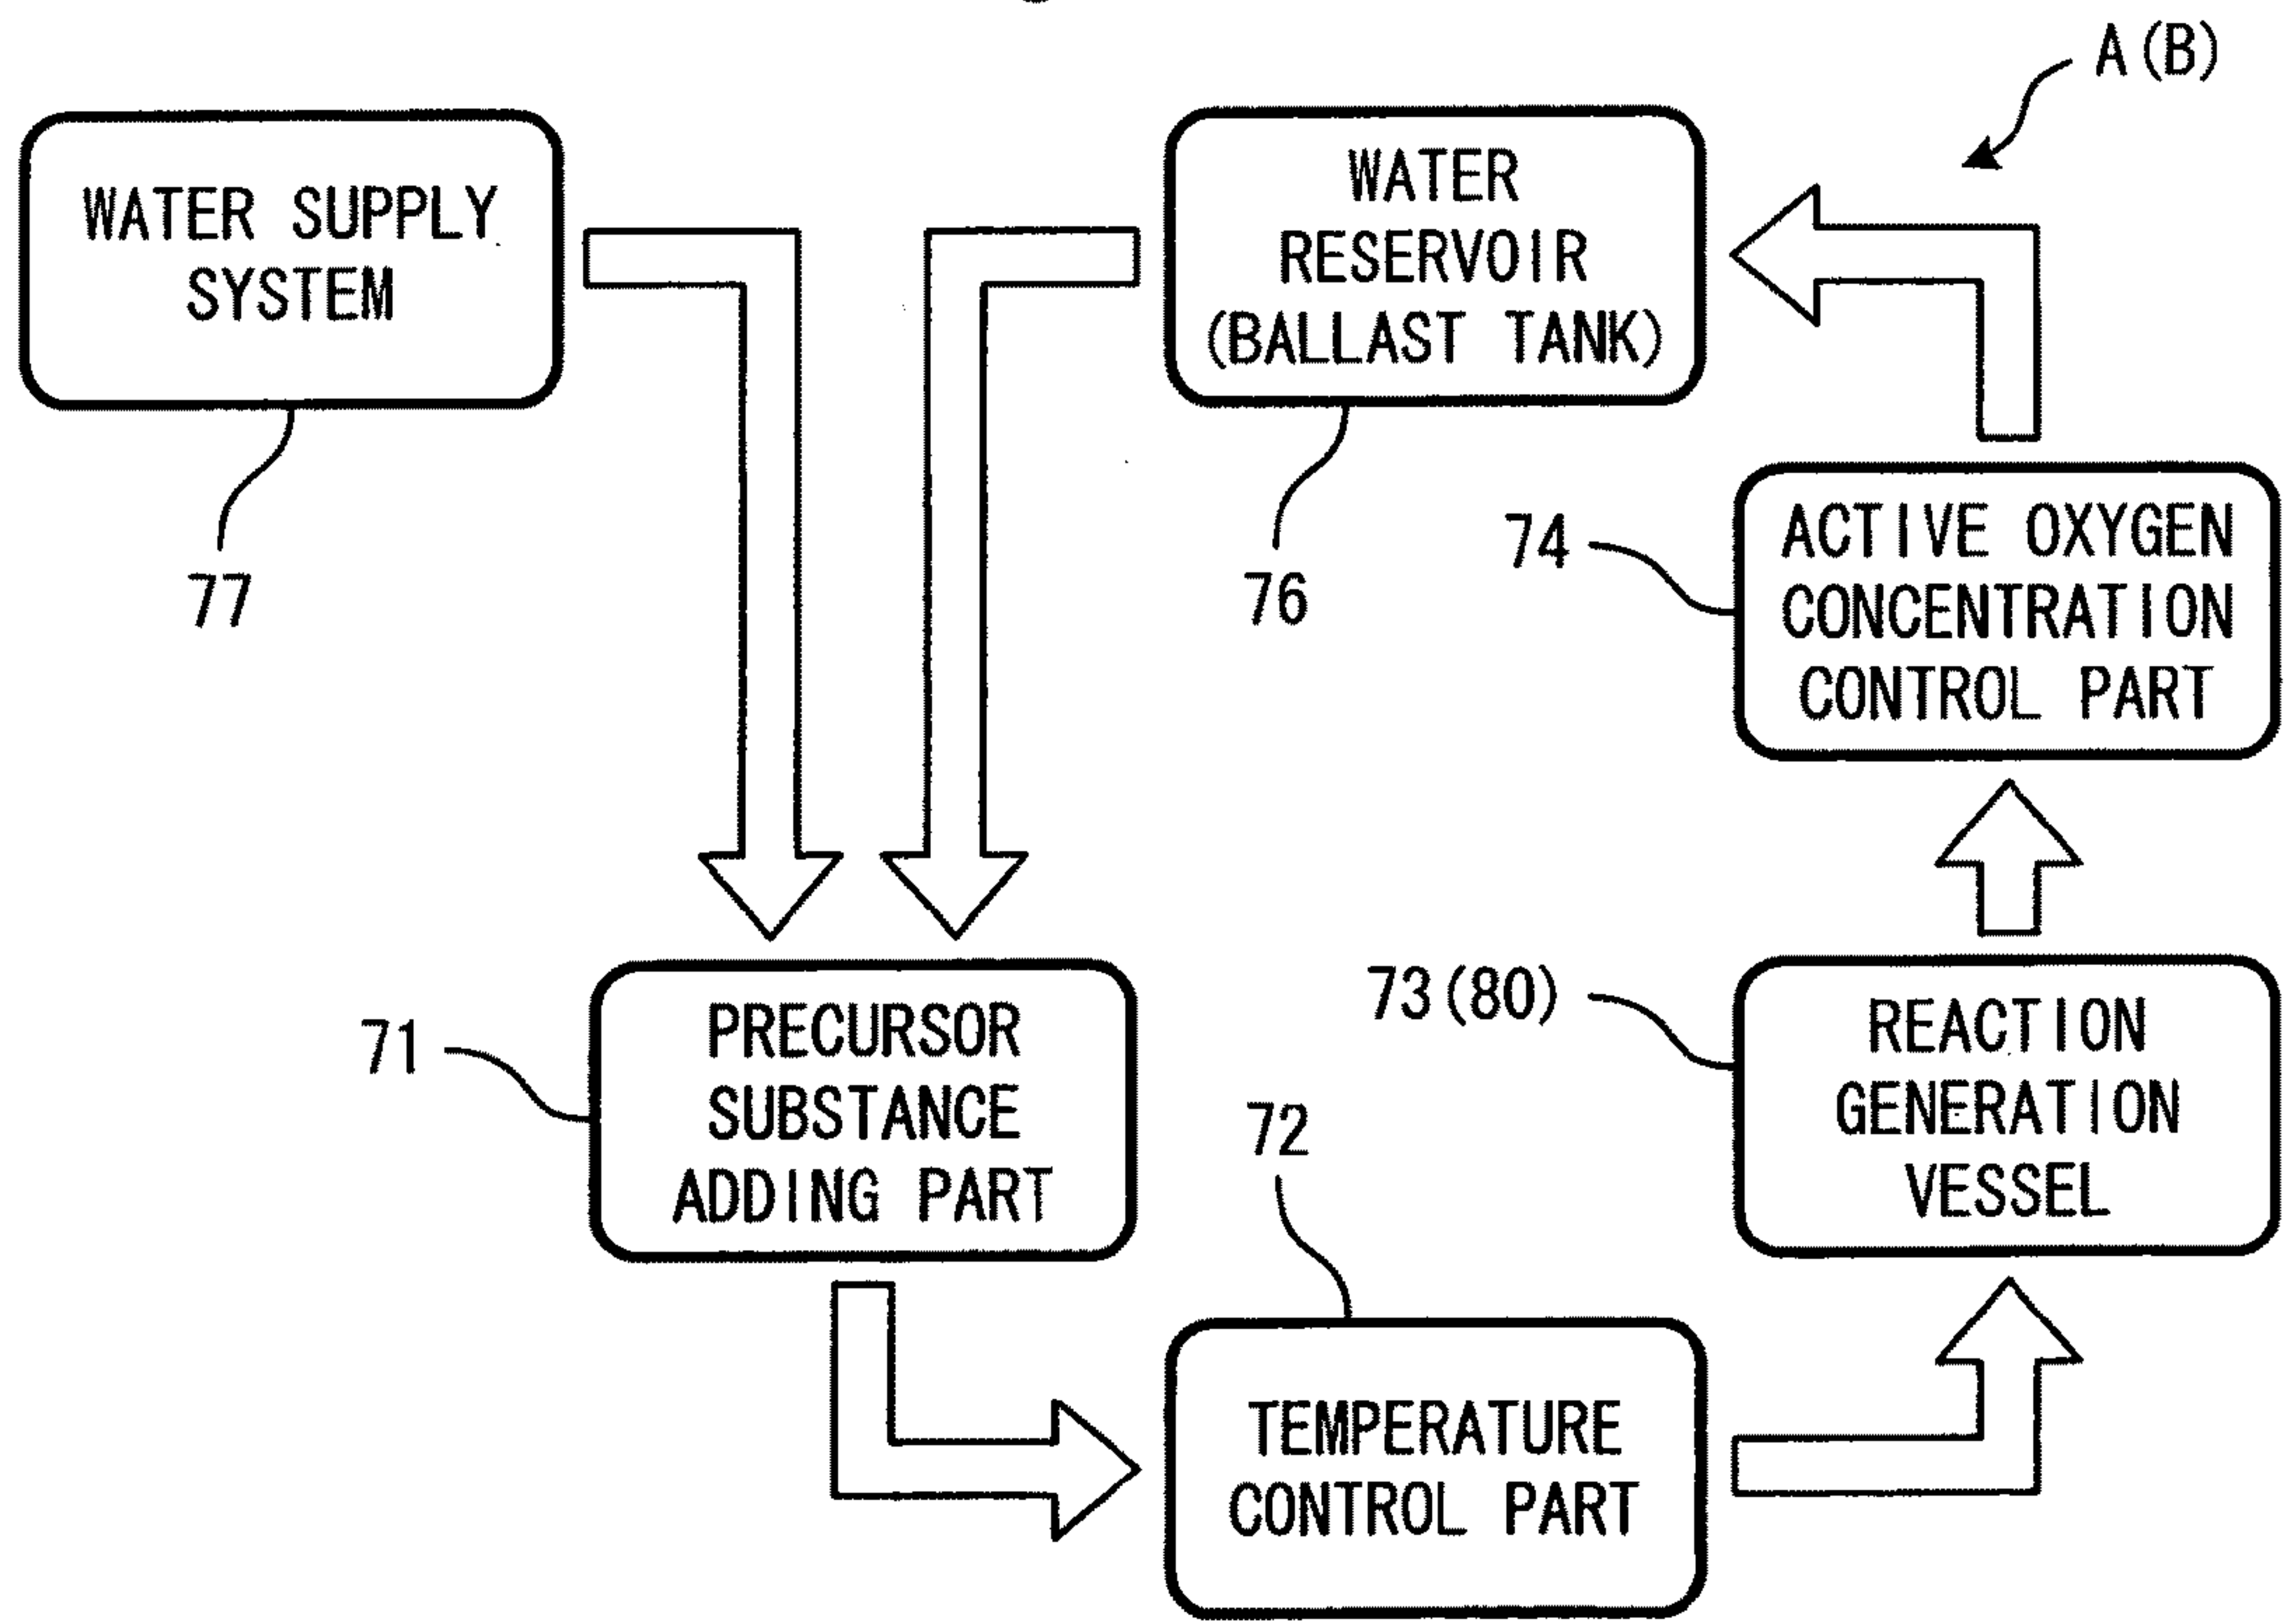 A(B)
WATER SUPPLY
SYSTEM
77
WATER
RESERVOIR
(BALLAST TANK)
76
74
ACTIVE OXYGEN
CONCENTRATION
CONTROL PART
73(80)
REACTION
GENERATION
VESSEL
71
PRECURSOR
SUBSTANCE
ADDING PART
72
TEMPERATURE
CONTROL PART